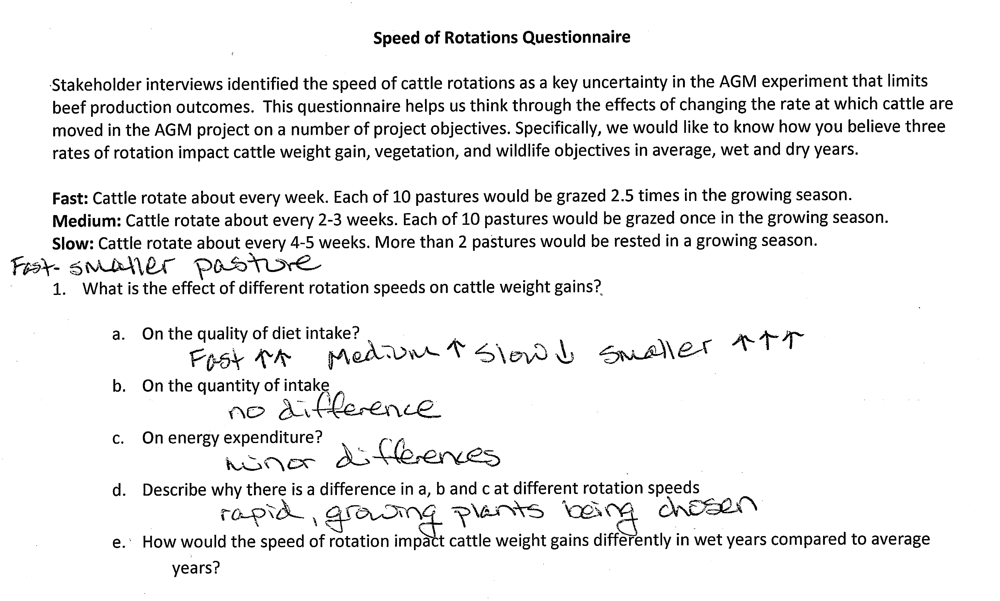 Speed of Rotations Questionnaire
Stakeholder interviews identified the speed of cattle rotations as a key uncertainty in the AGM experiment that limits
beef production outcomes.  This questionnaire helps us think through the effects of changing the rate at which cattle are
moved in the AGM project on a number of project objectives. Specifically, we would like to know how you believe three
rates of rotation impact cattle weight gain, vegetation, and wildlife objectives in average, wet and dry years.
Fast: Cattle rotate about every week. Each of 10 pastures would be grazed 2.5 times in the growing season.
Medium: Cattle rotate about every 2-3 weeks. Each of 10 pastures would be grazed once in the growing season.
Slow: Cattle rotate about every 4-5 weeks. More than 2 pastures would be rested in a growing season.
Fast- smaller pasture
1. What is the effect of different rotation speeds on cattle weight gains?
a. On the quality of diet intake?
Fast ↑↑ Medium ↑ Slow ↓ smaller ↑↑↑
b. On the quantity of intake
no difference
c. On energy expenditure?
minor differences
d. Describe why there is a difference in a, b and c at different rotation speeds
rapid, growing plants being chosen
e. How would the speed of rotation impact cattle weight gains differently in wet years compared to average
years?